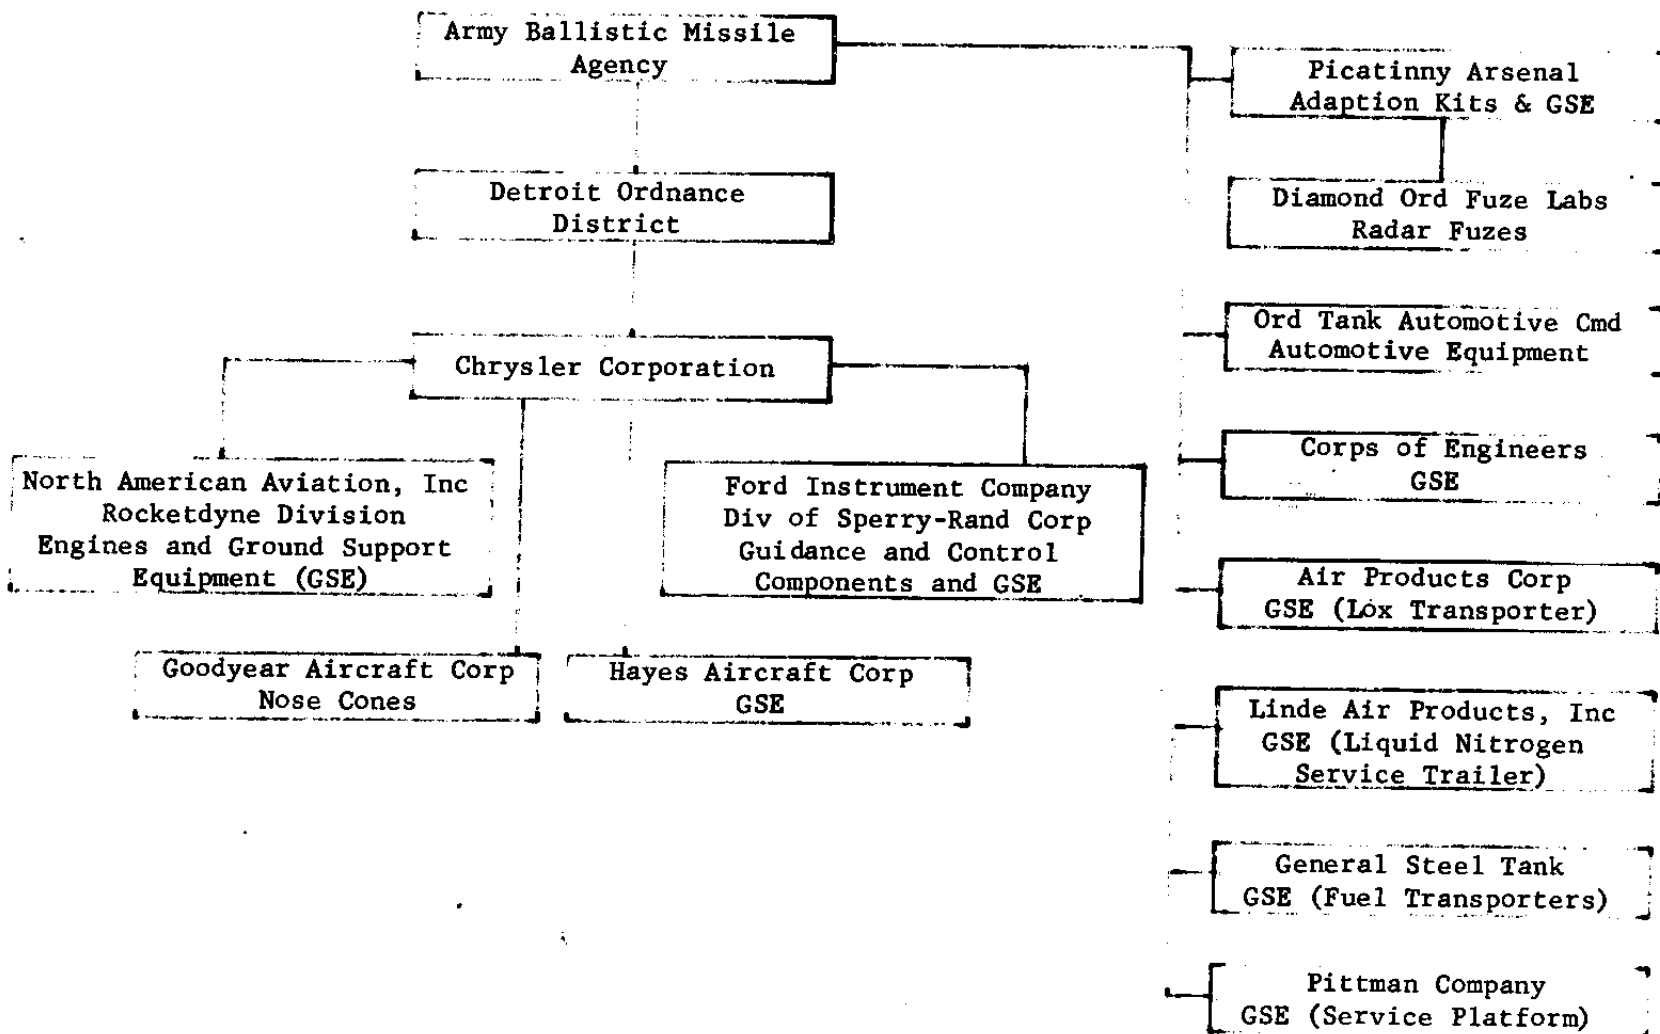 Army Ballistic Missile
Agency
Detroit Ordnance
District
Chrysler Corporation
North American Aviation, Inc
Rocketdyne Division
Engines and Ground Support
Equipment (GSE)
Ford Instrument Company
Div of Sperry-Rand Corp
Guidance and Control
Components and GSE
Goodyear Aircraft Corp
Nose Cones
Hayes Aircraft Corp
GSE
Picatinny Arsenal
Adaption Kits & GSE
Diamond Ord Fuze Labs
Radar Fuzes
Ord Tank Automotive Cmd
Automotive Equipment
Corps of Engineers
GSE
Air Products Corp
GSE (Lox Transporter)
Linde Air Products, Inc
GSE (Liquid Nitrogen
Service Trailer)
General Steel Tank
GSE (Fuel Transporters)
Pittman Company
GSE (Service Platform)